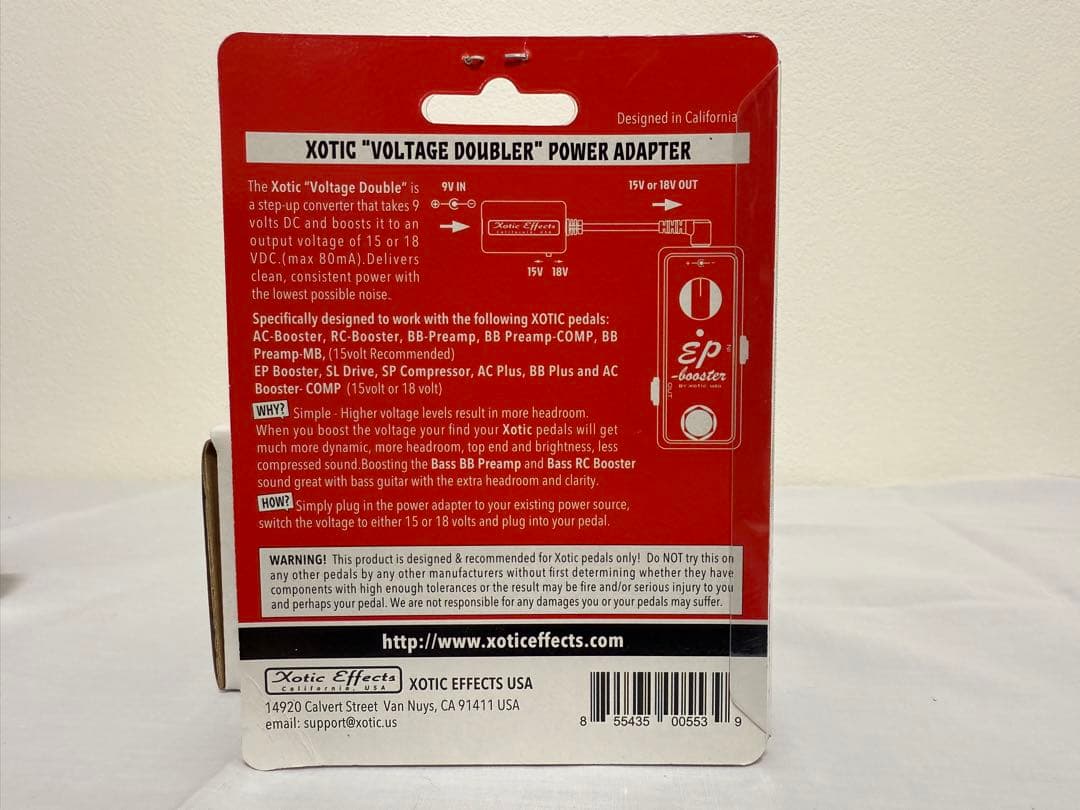 Designed in California
XOTIC "VOLTAGE DOUBLER" POWER ADAPTER
The Xotic "Voltage Double" is
a step-up converter that takes 9
volts DC and boosts it to an
output voltage of 15 or 18
VDC.(max 80mA).Delivers
clean, consistent power with
the lowest possible noise.
9V IN
15V or 18V OUT
Xotic Effects
California, USA
15V 18V
Specifically designed to work with the following XOTIC pedals:
AC-Booster, RC-Booster, BB-Preamp, BB Preamp-COMP, BB
Preamp-MB, (15volt Recommended)
EP Booster, SL Drive, SP Compressor, AC Plus, BB Plus and AC
Booster- COMP (15volt or 18 volt)
EP
-booster
BY XOTIC USA
IN
OUT
WHY? Simple - Higher voltage levels result in more headroom.
When you boost the voltage your find your Xotic pedals will get
much more dynamic, more headroom, top end and brightness, less
compressed sound.Boosting the Bass BB Preamp and Bass RC Booster
sound great with bass guitar with the extra headroom and clarity.
HOW? Simply plug in the power adapter to your existing power source,
switch the voltage to either 15 or 18 volts and plug into your pedal.
WARNING! This product is designed & recommended for Xotic pedals only! Do NOT try this on
any other pedals by any other manufacturers without first determining whether they have
components with high enough tolerances or the result may be fire and/or serious injury to you
and perhaps your pedal. We are not responsible for any damages you or your pedals may suffer.
http://www.xoticeffects.com
Xotic Effects
California, USA
XOTIC EFFECTS USA
14920 Calvert Street Van Nuys, CA 91411 USA
email: support@xotic.us
8 55435 00553 9